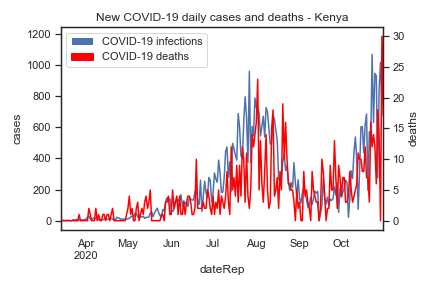 New COVID-19 daily cases and deaths - Kenya
COVID-19 infections
COVID-19 deaths
1200
1000
800
600
400
200
0
cases
30
25
20
15
10
5
0
deaths
Apr
2020
May
Jun
Jul
Aug
Sep
Oct
dateRep